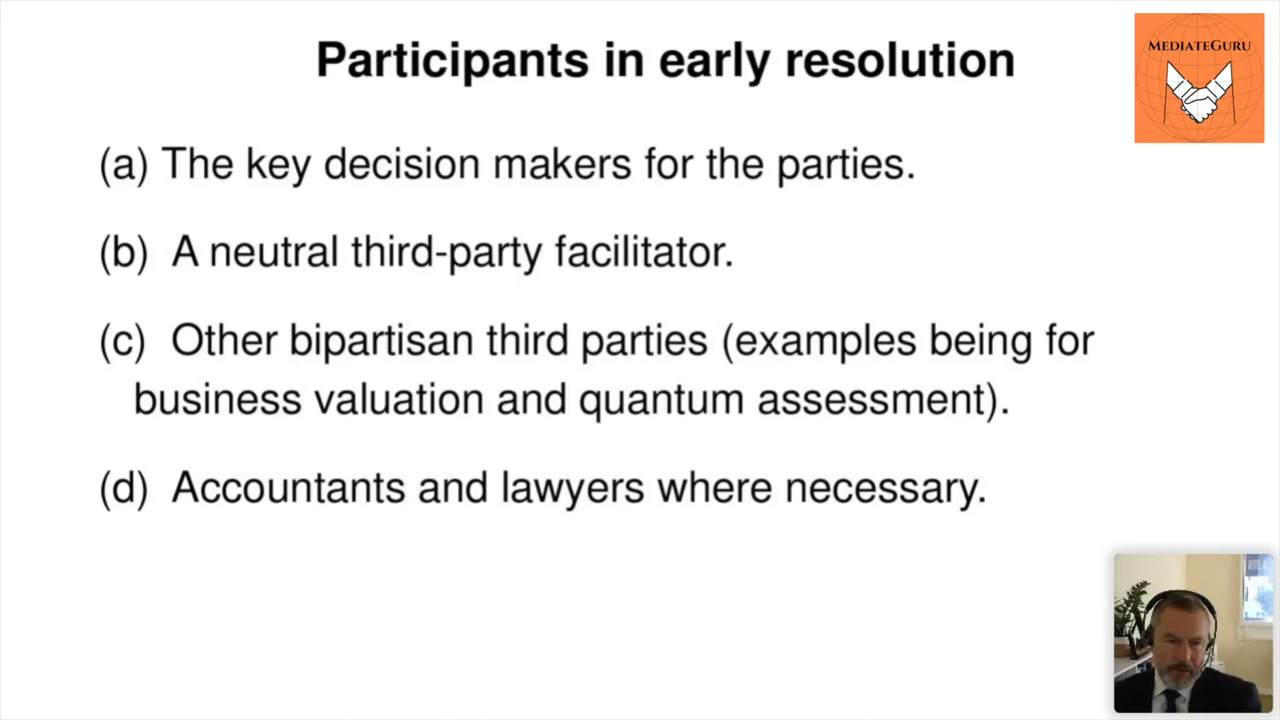 Participants in early resolution
MEDIATEGURU
(a) The key decision makers for the parties.
(b) A neutral third-party facilitator.
(c) Other bipartisan third parties (examples being for
business valuation and quantum assessment).
(d) Accountants and lawyers where necessary.